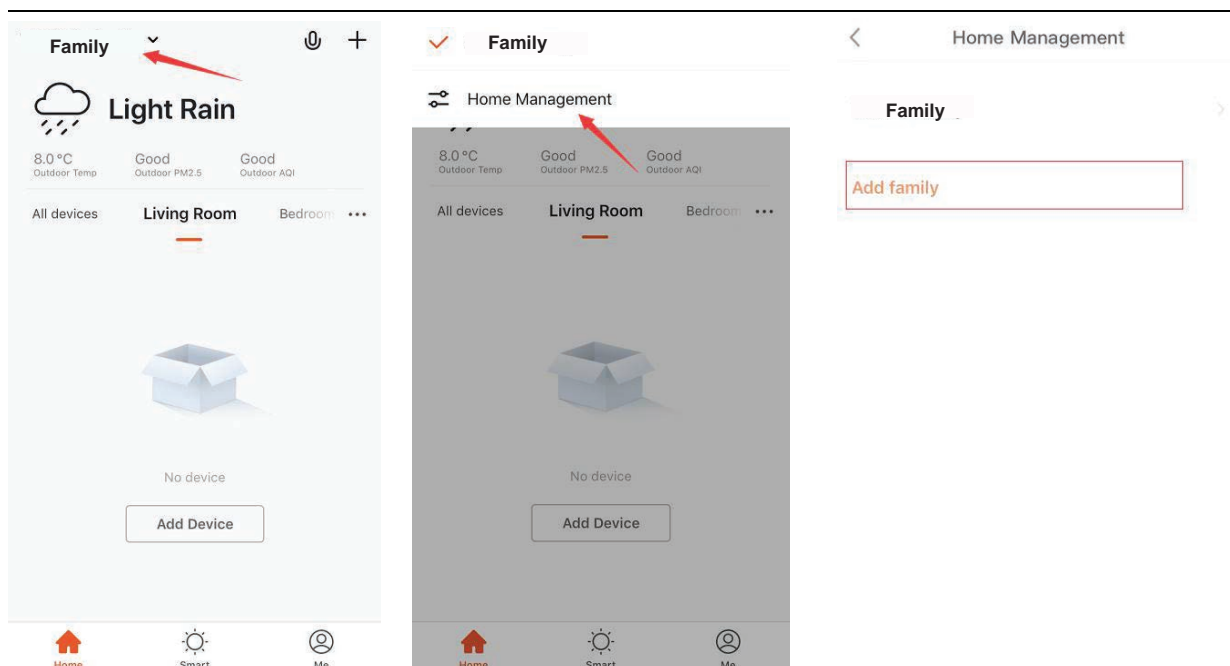 Family
Light Rain
8.0 °C Good Good
Outdoor Temp Outdoor PM2.5 Outdoor AQI
All devices Living Room Bedroom ...
No device
Add Device
Home Smart Me
Family
Home Management
8.0 °C Good Good
Outdoor Temp Outdoor PM2.5 Outdoor AQI
All devices Living Room Bedroom ...
No device
Add Device
Home Smart Me
Home Management
Family
Add family